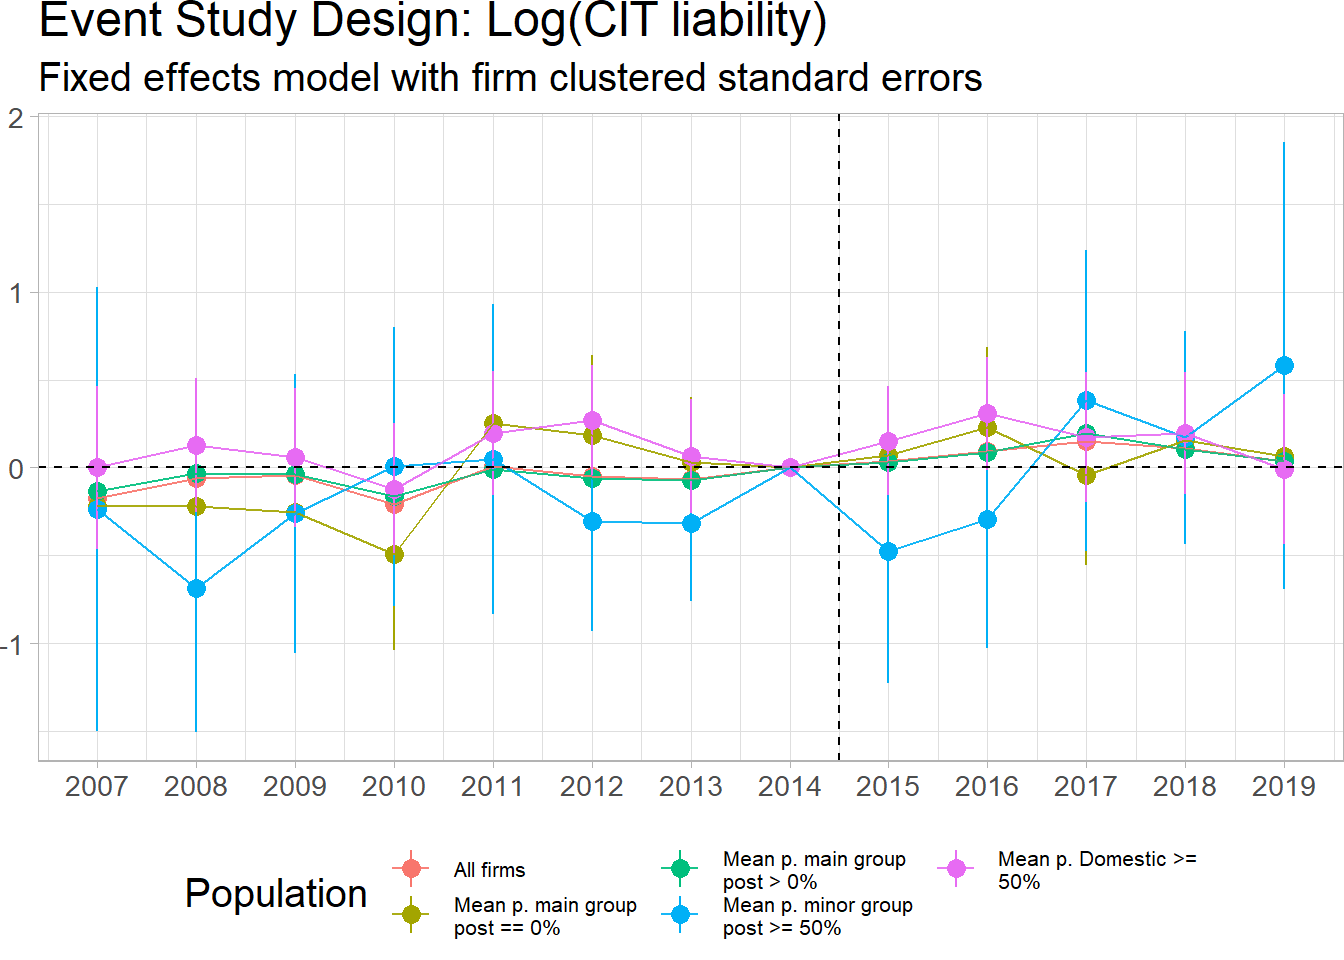 Event Study Design: Log(CIT liability)
Fixed effects model with firm clustered standard errors
2
1
0
-1
2007 2008 2009 2010 2011 2012 2013 2014 2015 2016 2017 2018 2019
Population
All firms
Mean p. main group
post == 0%
Mean p. main group
post > 0%
Mean p. minor group
post >= 50%
Mean p. Domestic >=
50%